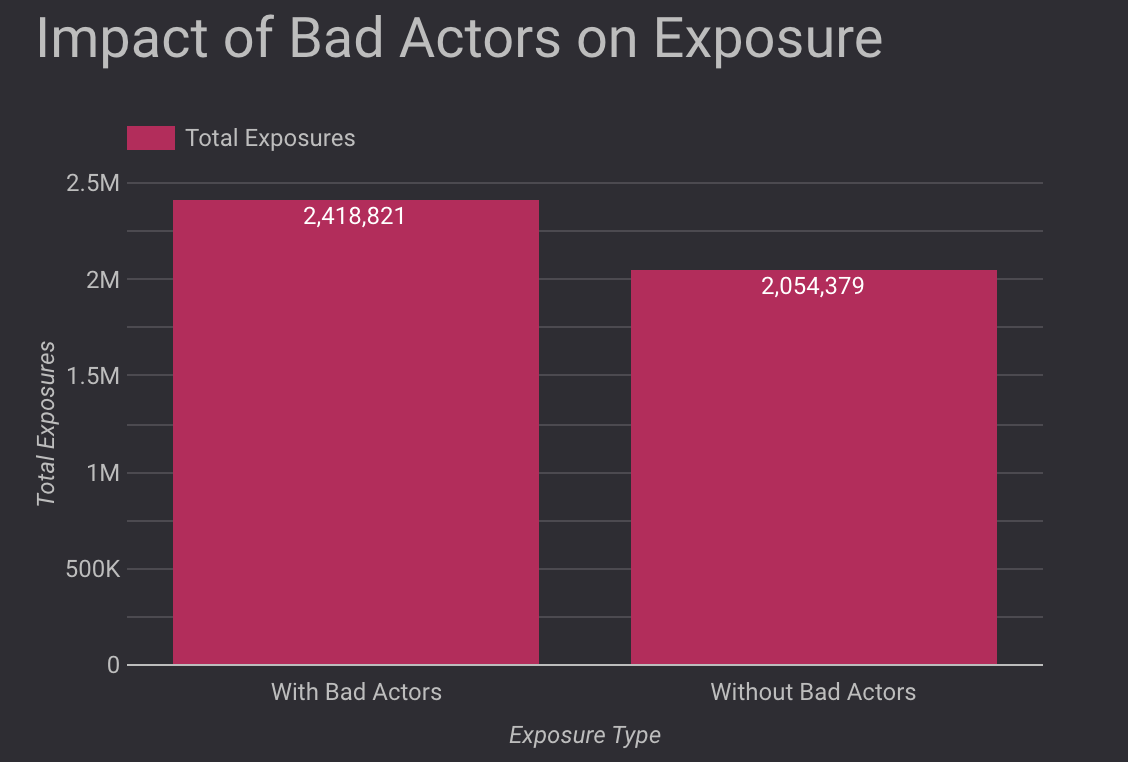 Impact of Bad Actors on Exposure
Total Exposures
2.5M
2,418,821
2M
2,054,379
1.5M
Total Exposures
1M
500K
0
With Bad Actors
Without Bad Actors
Exposure Type